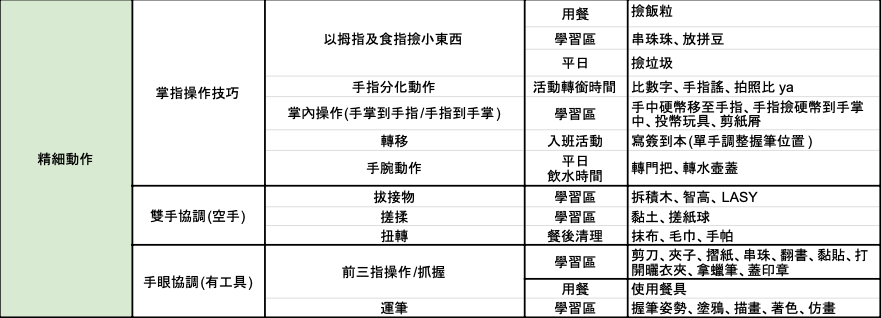 精細動作
掌指操作技巧
以拇指及食指撿小東西
用餐
撿飯粒
學習區
串珠珠、放拼豆
平日
撿垃圾
手指分化動作
活動轉銜時間
比數字、手指謠、拍照比 ya
掌內操作(手掌到手指/手指到手掌)
學習區
手中硬幣移至手指、手指撿硬幣到手掌
中、投幣玩具、剪紙屑
轉移
入班活動
寫簽到本(單手調整握筆位置)
手腕動作
平日
飲水時間
轉門把、轉水壺蓋
雙手協調(空手)
拔接物
學習區
拆積木、智高、LASY
搓揉
學習區
黏土、搓紙球
扭轉
餐後清理
抹布、毛巾、手帕
手眼協調(有工具)
前三指操作/抓握
學習區
剪刀、夾子、摺紙、串珠、翻書、黏貼、打
開曬衣夾、拿蠟筆、蓋印章
用餐
使用餐具
運筆
學習區
握筆姿勢、塗鴉、描畫、著色、仿畫